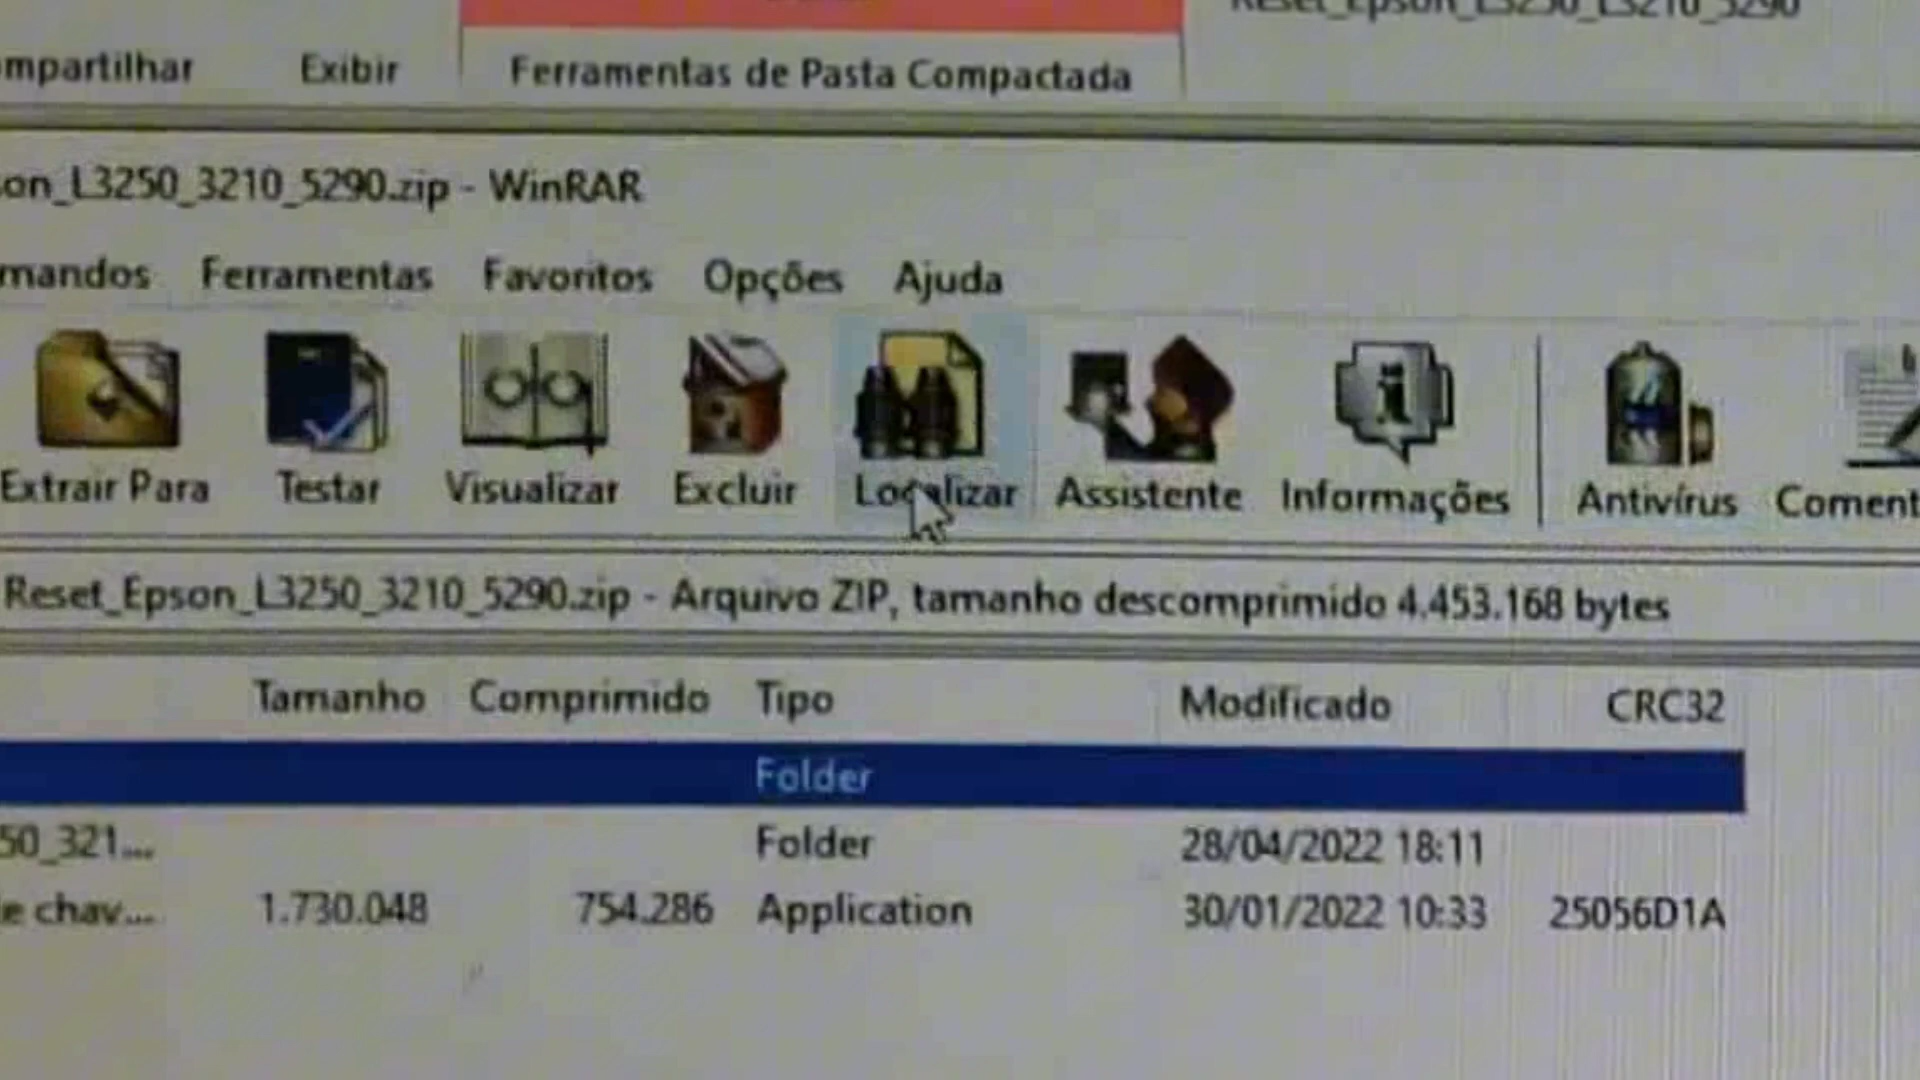 Reset_Epson_L3250_L3210_5290
mpartilhar Exibir Ferramentas de Pasta Compactada
on_L3250_3210_5290.zip - WinRAR
mandos Ferramentas Favoritos Opções Ajuda
Extrair Para Testar Visualizar Excluir Localizar Assistente Informações Antivírus Coment
Reset_Epson_L3250_3210_5290.zip - Arquivo ZIP, tamanho descomprimido 4.453.168 bytes
Tamanho Comprimido Tipo Modificado CRC32
Folder
50_321... Folder 28/04/2022 18:11
e chav... 1.730.048 754.286 Application 30/01/2022 10:33 25056D1A